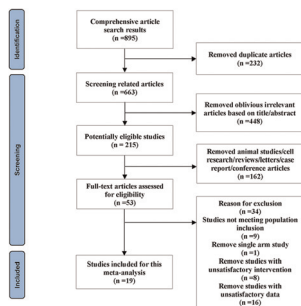 Identification
Comprehensive article
search results
(n =895)
Removed duplicate articles
(n =232)
Screening
Screening related articles
(n =663)
Removed oblivious irrelevant
articles based on title/abstract
(n =448)
Potentially eligible studies
(n = 215)
Removed animal studies/cell
research/reviews/letters/case
report/conference articles
(n =162)
Full-text articles assessed
for eligibility
(n =53)
Reason for exclusion
(n =34)
Studies not meeting population
inclusion
(n =9)
Remove single arm study
(n =1)
Remove studies with
unsatisfactory intervention
(n =8)
Remove studies with
unsatisfactory data
(n =16)
Included
Studies included for this
meta-analysis
(n =19)